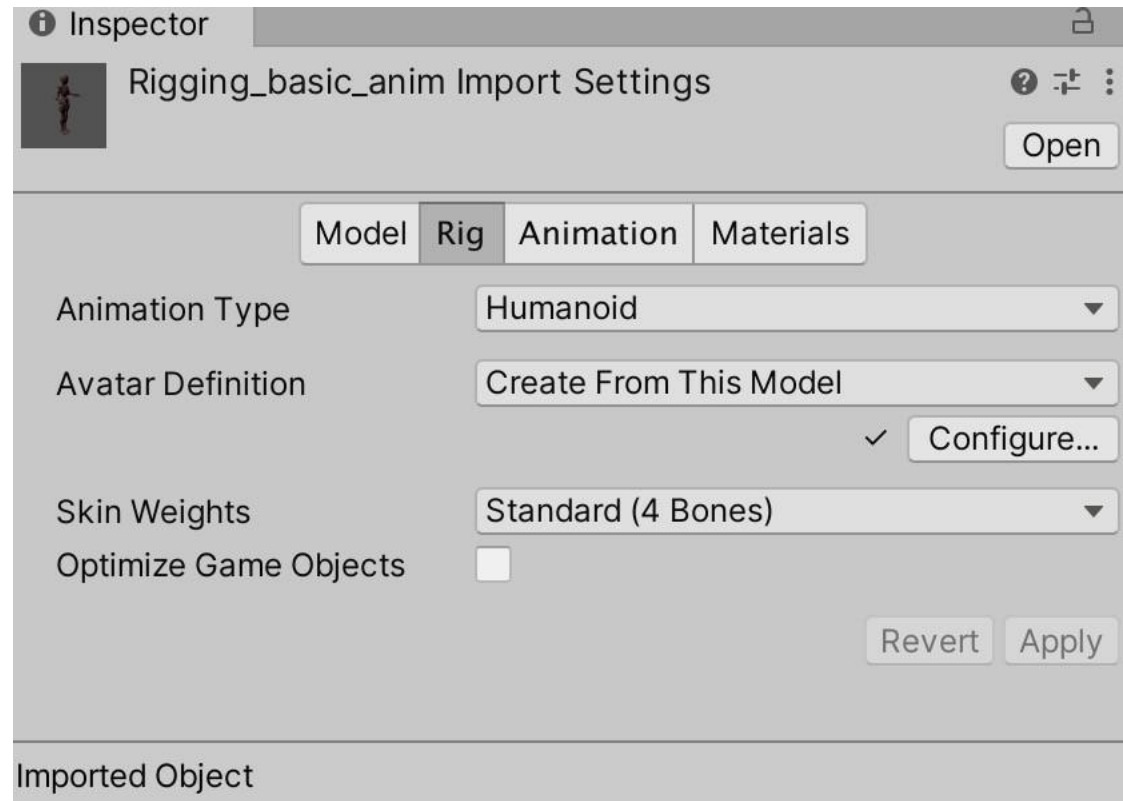 Inspector
Rigging_basic_anim Import Settings
Open
Model Rig Animation Materials
Animation Type Humanoid
Avatar Definition Create From This Model
Configure...
Skin Weights Standard (4 Bones)
Optimize Game Objects
Revert Apply
Imported Object